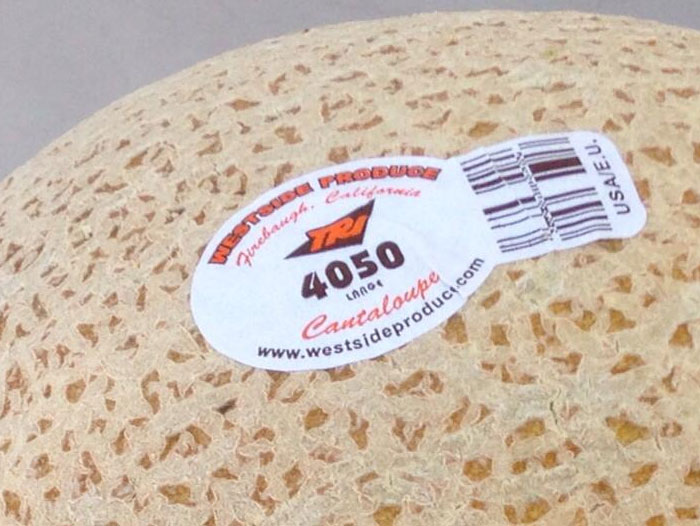 WESTSIDE PRODUCE
Firebaugh, California
TRI
4050
LARGE
Cantaloupe
www.westsideproduce.com
USA/E.U.